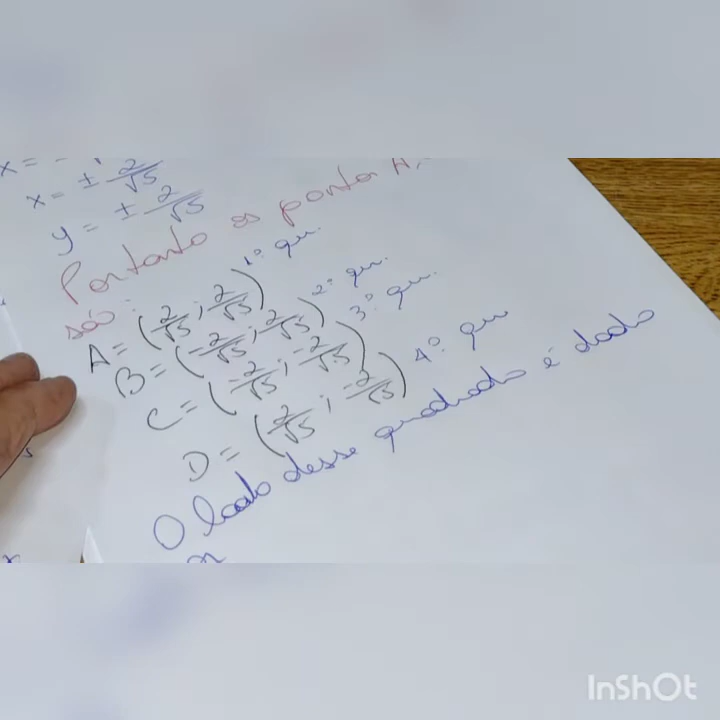 x = ± 2/√5
y = ± 2/√5
Portanto os ponto A,
são:
A = (2/√5 ; 2/√5) 1º qu.
B = (-2/√5 ; 2/√5) 2º qu.
C = (-2/√5 ; -2/√5) 3º qu.
D = (2/√5 ; -2/√5) 4º qu
O lado desse quadrado é dado
InShOt